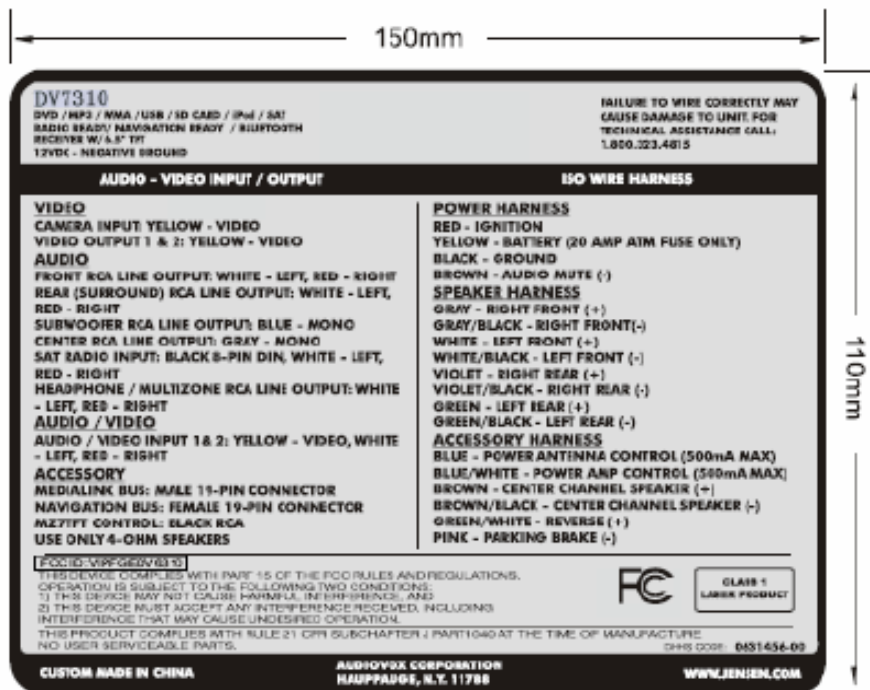 150mm
DV7310
DVD / MP3 / WMA / USB / SD CARD / iPod / SAT
RADIO READY/ NAVIGATION READY / BLUETOOTH
RECEIVER W/ 6.5" TFT
12VDC - NEGATIVE GROUND
FAILURE TO WIRE CORRECTLY MAY
CAUSE DAMAGE TO UNIT. FOR
TECHNICAL ASSISTANCE CALL:
1.800.323.4815
AUDIO - VIDEO INPUT / OUTPUT
ISO WIRE HARNESS
VIDEO
CAMERA INPUT: YELLOW - VIDEO
VIDEO OUTPUT 1 & 2: YELLOW - VIDEO
AUDIO
FRONT RCA LINE OUTPUT: WHITE - LEFT, RED - RIGHT
REAR (SURROUND) RCA LINE OUTPUT: WHITE - LEFT,
RED - RIGHT
SUBWOOFER RCA LINE OUTPUT: BLUE - MONO
CENTER RCA LINE OUTPUT: GRAY - MONO
SAT RADIO INPUT: BLACK 8-PIN DIN, WHITE - LEFT,
RED - RIGHT
HEADPHONE / MULTIZONE RCA LINE OUTPUT: WHITE
- LEFT, RED - RIGHT
AUDIO / VIDEO
AUDIO / VIDEO INPUT 1 & 2: YELLOW - VIDEO, WHITE
- LEFT, RED - RIGHT
ACCESSORY
MEDIALINK BUS: MALE 19-PIN CONNECTOR
NAVIGATION BUS: FEMALE 19-PIN CONNECTOR
MZ7TFT CONTROL: BLACK RCA
USE ONLY 4-OHM SPEAKERS
POWER HARNESS
RED - IGNITION
YELLOW - BATTERY (20 AMP ATM FUSE ONLY)
BLACK - GROUND
BROWN - AUDIO MUTE (-)
SPEAKER HARNESS
GRAY - RIGHT FRONT (+)
GRAY/BLACK - RIGHT FRONT(-)
WHITE - LEFT FRONT (+)
WHITE/BLACK - LEFT FRONT (-)
VIOLET - RIGHT REAR (+)
VIOLET/BLACK - RIGHT REAR (-)
GREEN - LEFT REAR (+)
GREEN/BLACK - LEFT REAR (-)
ACCESSORY HARNESS
BLUE - POWER ANTENNA CONTROL (500mA MAX)
BLUE/WHITE - POWER AMP CONTROL (500mA MAX)
BROWN - CENTER CHANNEL SPEAKER (+)
BROWN/BLACK - CENTER CHANNEL SPEAKER (-)
GREEN/WHITE - REVERSE (+)
PINK - PARKING BRAKE (-)
110mm
FCC ID:
THIS DEVICE COMPLIES WITH PART 15 OF THE FCC RULES AND REGULATIONS.
OPERATION IS SUBJECT TO THE FOLLOWING TWO CONDITIONS:
1) THIS DEVICE MAY NOT CAUSE HARMFUL INTERFERENCE, AND
2) THIS DEVICE MUST ACCEPT ANY INTERFERENCE RECEIVED, INCLUDING
INTERFERENCE THAT MAY CAUSE UNDESIRED OPERATION.
FC
CLASS 1
LASER PRODUCT
THIS PRODUCT COMPLIES WITH RULE 21 CFR SUBCHAPTER J PART1040 AT THE TIME OF MANUFACTURE
NO USER SERVICEABLE PARTS.
CODE: 0631456-00
CUSTOM MADE IN CHINA
AUDIOVOX CORPORATION
HAUPPAUGE, N.Y. 11788
WWW.JENSEN.COM